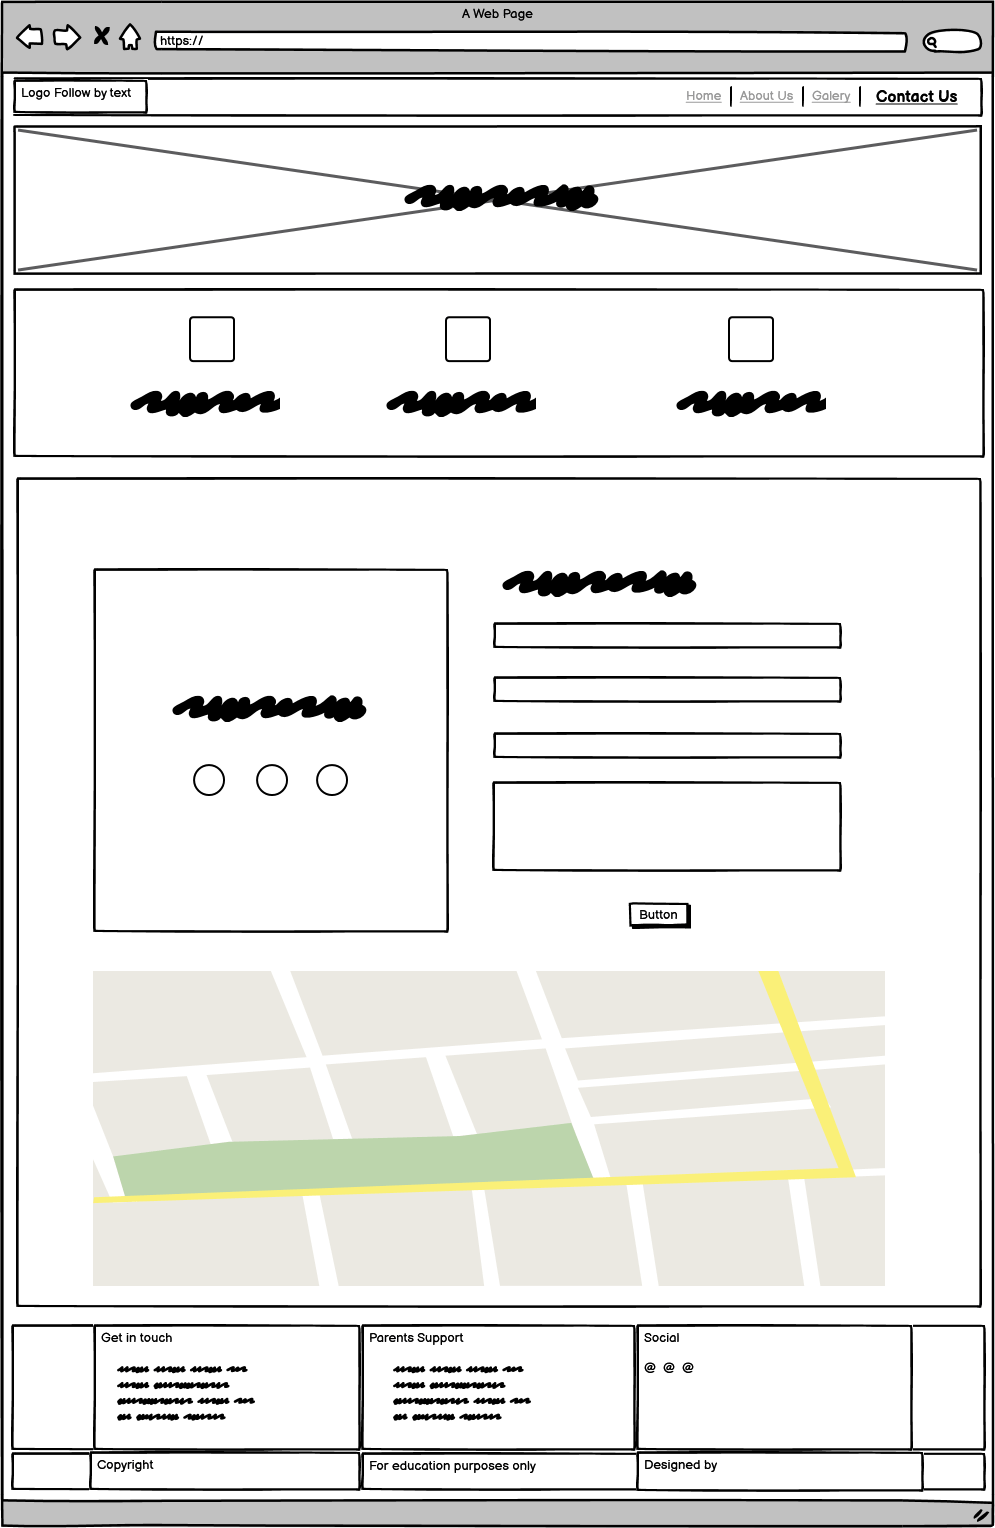 A Web Page
https://
Logo Follow by text
Home About Us Galery Contact Us
Button
Get in touch Parents Support Social
@ @ @
Copyright For education purposes only Designed by